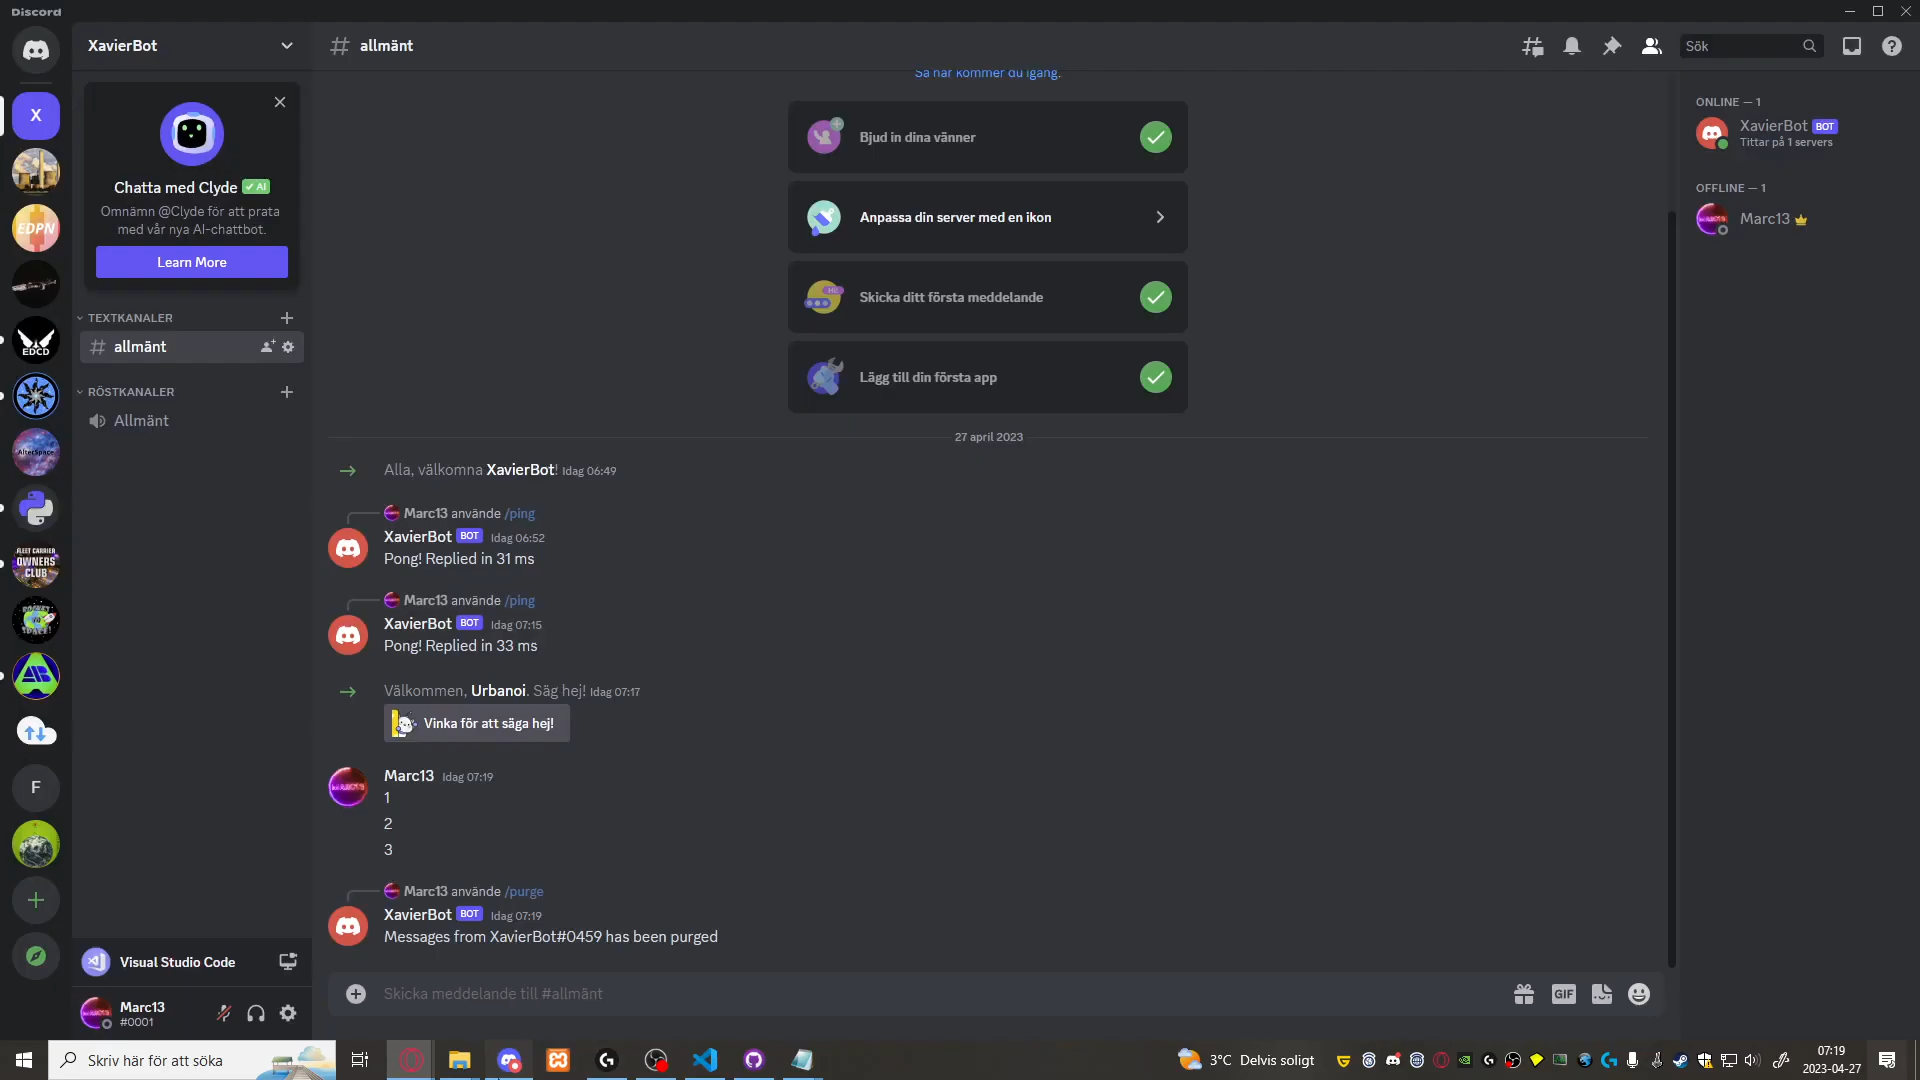 Discord
XavierBot
allmänt
Sök
Så här kommer du igång.
X
Chatta med Clyde ✓ AI
Omnämn @Clyde för att prata
med vår nya AI-chattbot.
Learn More
EDPN
TEXTKANALER
allmänt
EDCD
RÖSTKANALER
Allmänt
AlterSpace
FLEET CARRIER
OWNERS
CLUB
F
Bjud in dina vänner
Anpassa din server med en ikon
Skicka ditt första meddelande
Lägg till din första app
27 april 2023
Alla, välkomna XavierBot! Idag 06:49
Marc13 använde /ping
XavierBot BOT Idag 06:52
Pong! Replied in 31 ms
Marc13 använde /ping
XavierBot BOT Idag 07:15
Pong! Replied in 33 ms
Välkommen, Urbanoi. Säg hej! Idag 07:17
Vinka för att säga hej!
Marc13 Idag 07:19
1
2
3
Marc13 använde /purge
XavierBot BOT Idag 07:19
Messages from XavierBot#0459 has been purged
Skicka meddelande till #allmänt
GIF
ONLINE — 1
XavierBot BOT
Tittar på 1 servers
OFFLINE — 1
Marc13
Visual Studio Code
Marc13
#0001
Skriv här för att söka
3°C Delvis soligt
07:19
2023-04-27